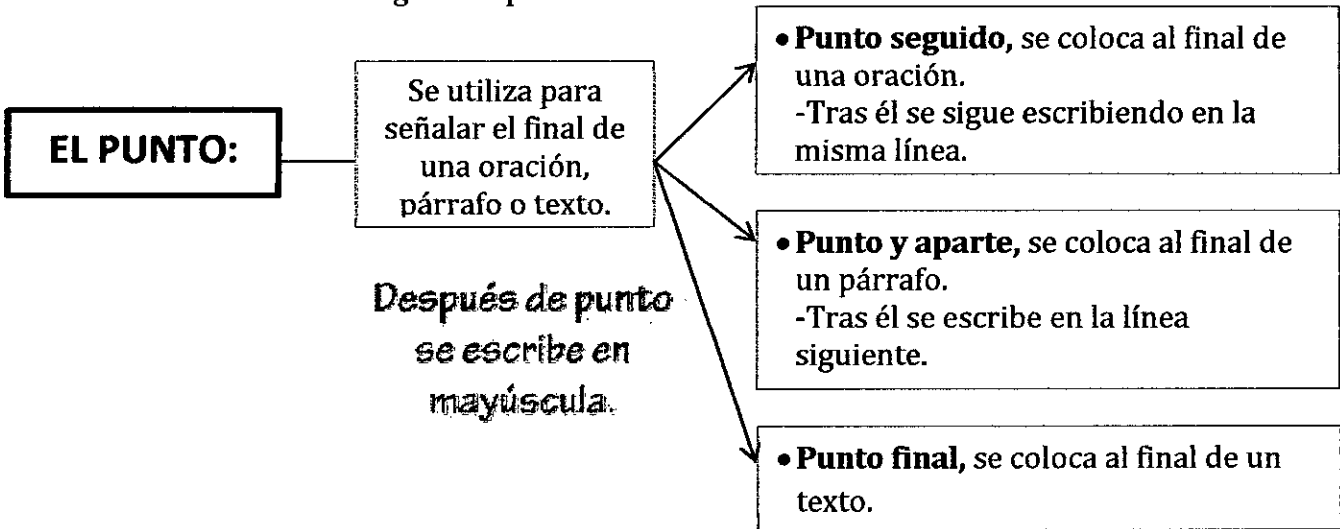 EL PUNTO:
Se utiliza para
señalar el final de
una oración,
párrafo o texto.
Después de punto
se escribe en
mayúscula.
• Punto seguido, se coloca al final de
una oración.
-Tras él se sigue escribiendo en la
misma línea.
• Punto y aparte, se coloca al final de
un párrafo.
-Tras él se escribe en la línea
siguiente.
• Punto final, se coloca al final de un
texto.